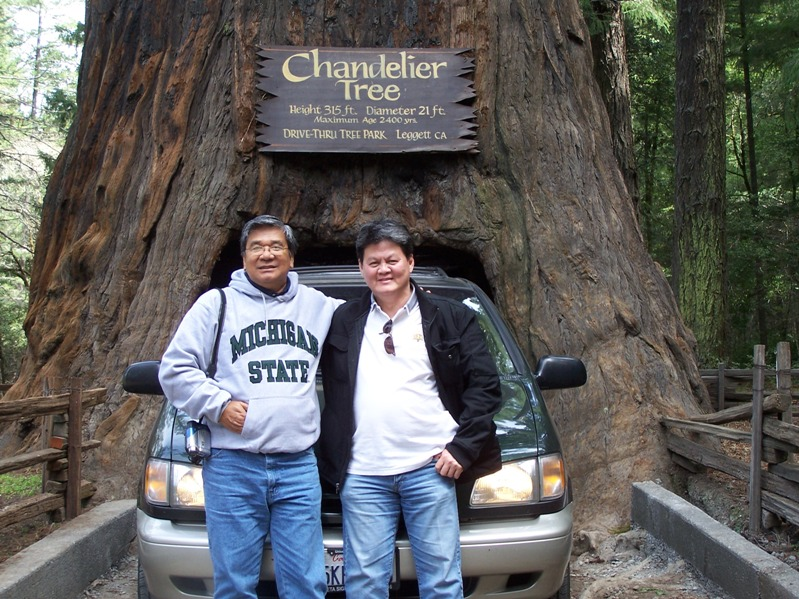 Chandelier
Tree
Height 315 ft. Diameter 21 ft.
Maximum Age 2400 yrs.
DRIVE-THRU TREE PARK Leggett CA
MICHIGAN
STATE